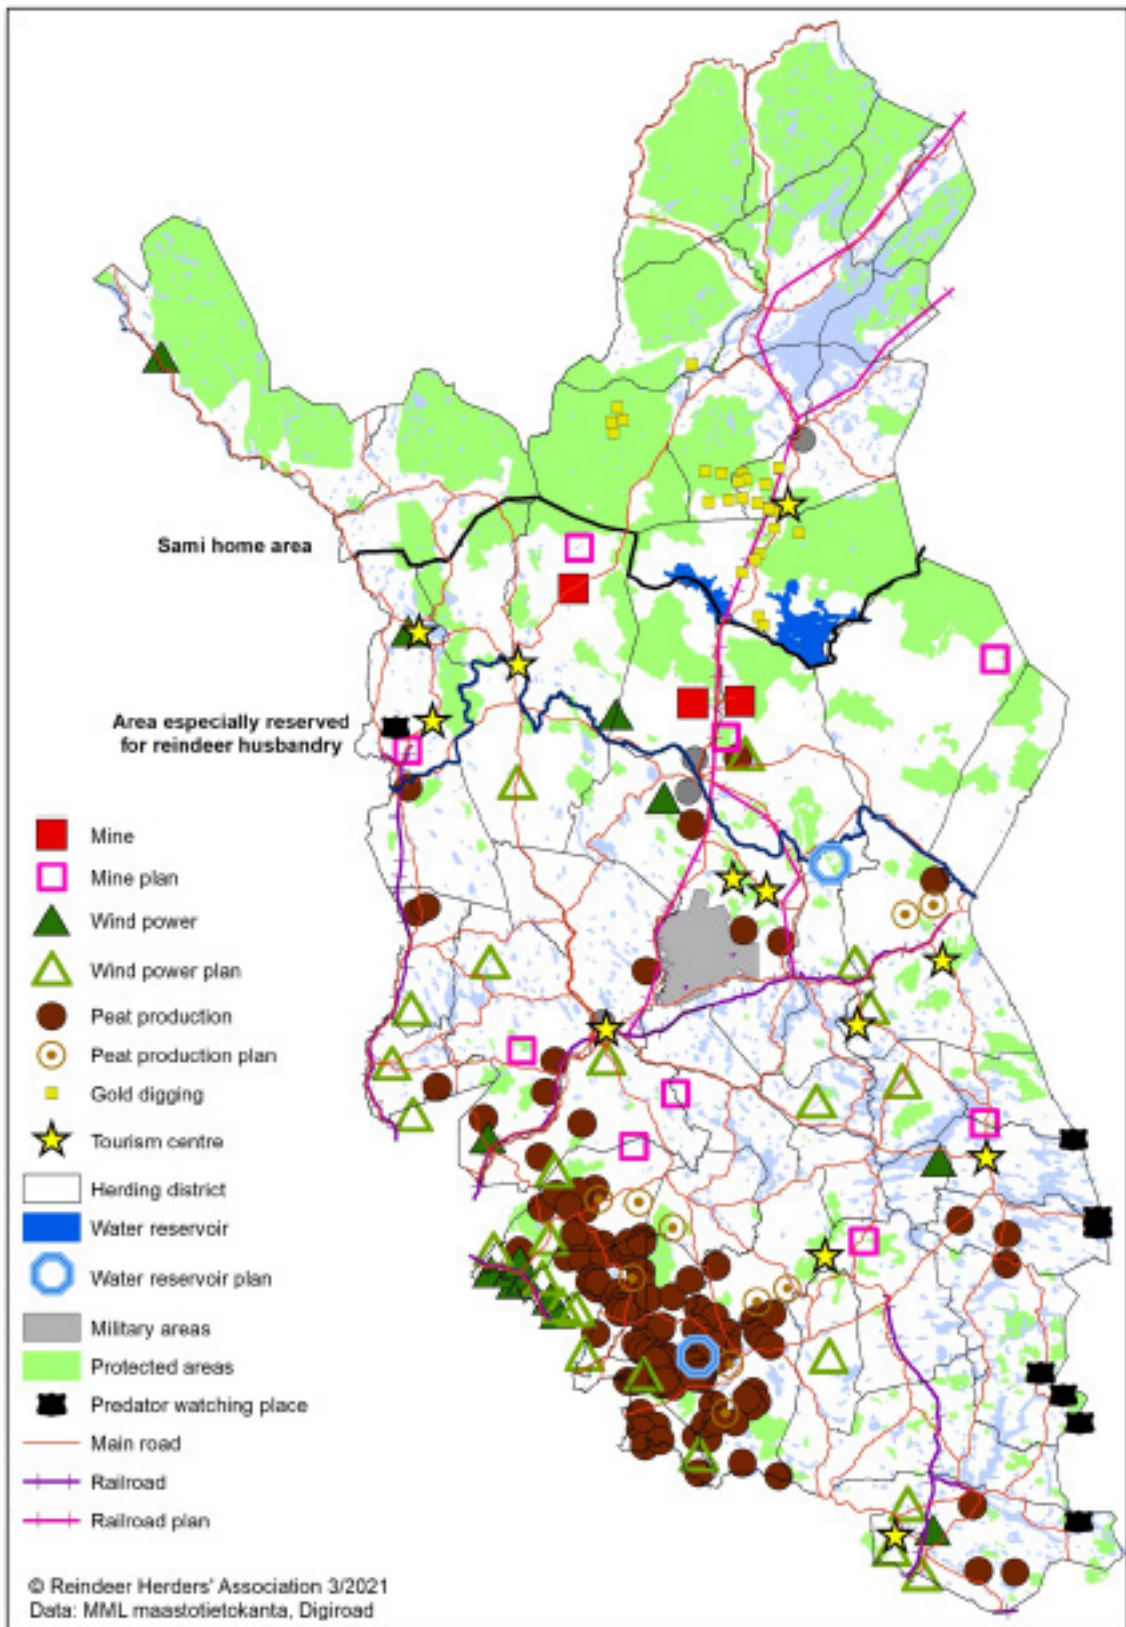 Sami home area
Area especially reserved
for reindeer husbandry
Mine
Mine plan
Wind power
Wind power plan
Peat production
Peat production plan
Gold digging
Tourism centre
Herding district
Water reservoir
Water reservoir plan
Military areas
Protected areas
Predator watching place
Main road
Railroad
Railroad plan
© Reindeer Herders' Association 3/2021
Data: MML maastotietokanta, Digiroad